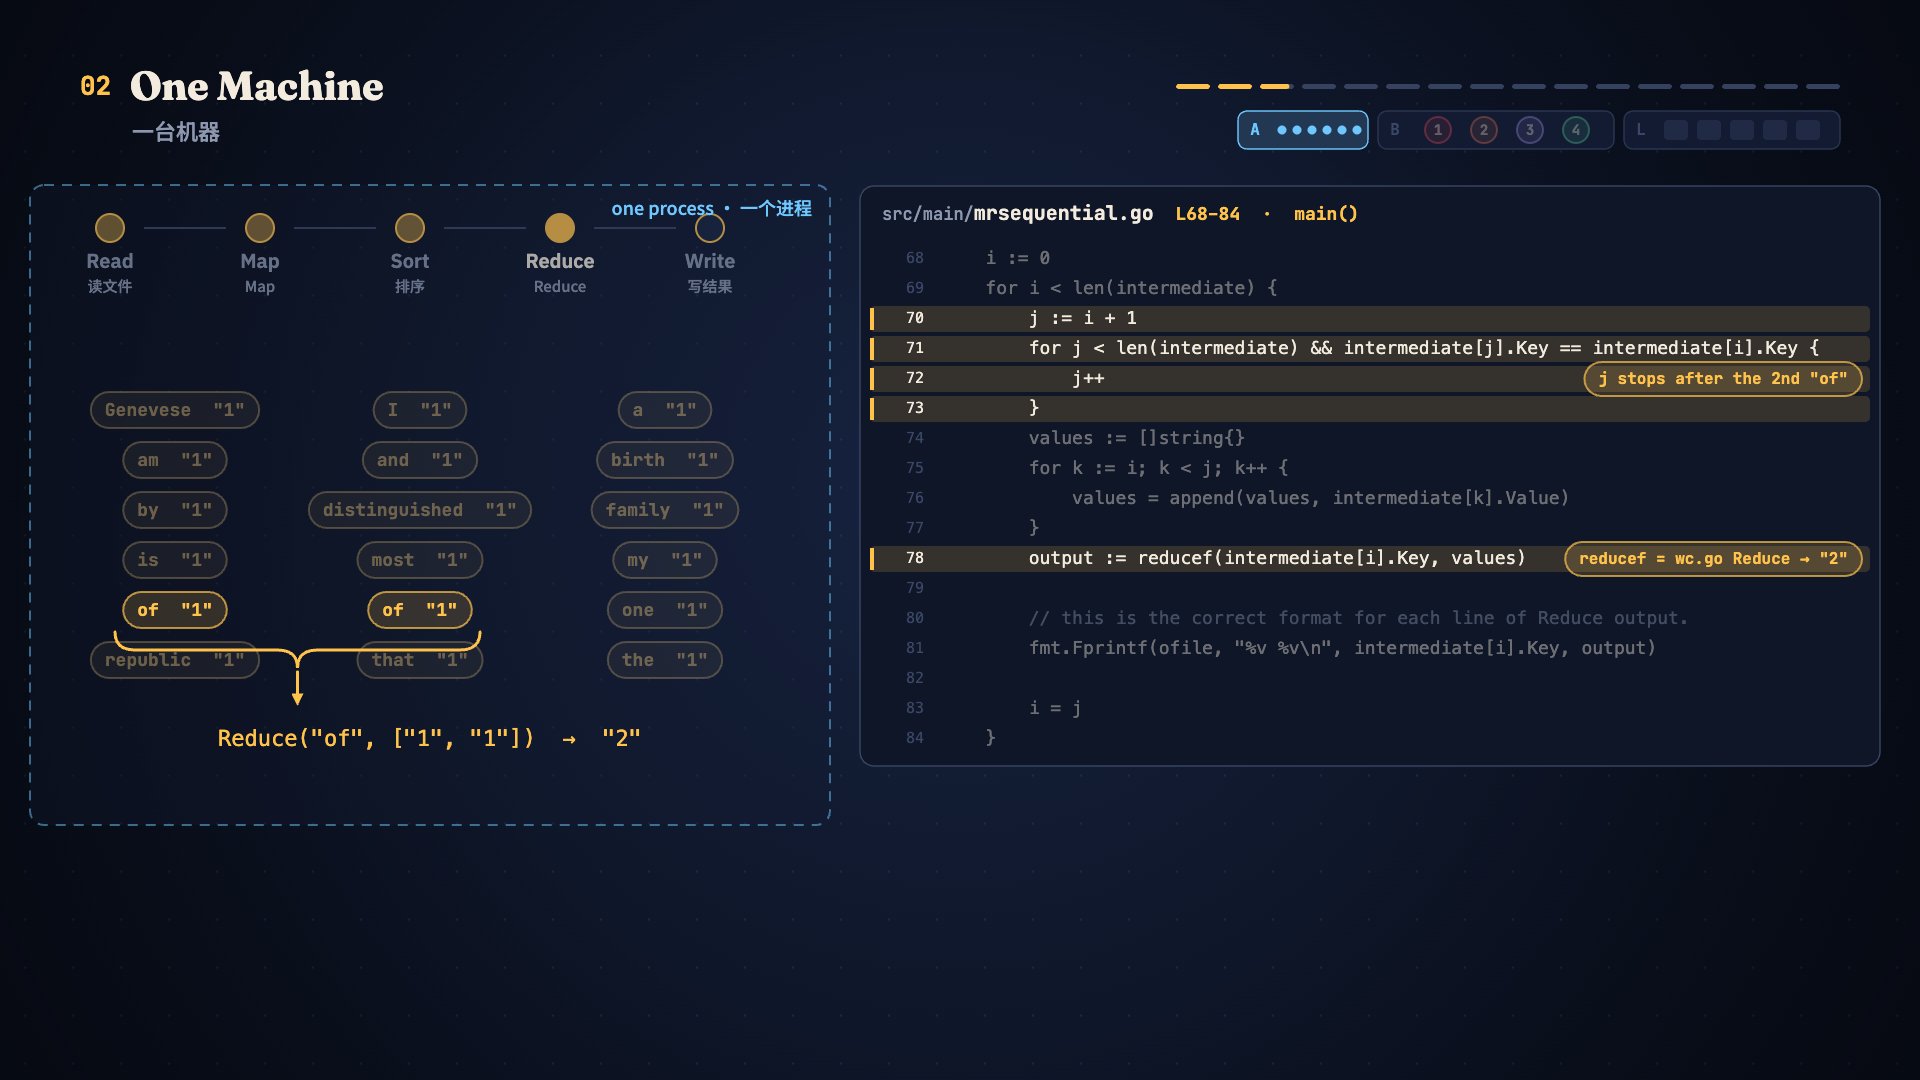 02 One Machine
一台机器
A
B 1 2 3 4
L
one process · 一个进程
Read Map Sort Reduce Write
读文件 Map 排序 Reduce 写结果
Genevese "1" I "1" a "1"
am "1" and "1" birth "1"
by "1" distinguished "1" family "1"
is "1" most "1" my "1"
of "1" of "1" one "1"
republic "1" that "1" the "1"
Reduce("of", ["1", "1"]) → "2"
src/main/mrsequential.go L68-84 · main()
68 i := 0
69 for i < len(intermediate) {
70 j := i + 1
71 for j < len(intermediate) && intermediate[j].Key == intermediate[i].Key {
72 j++ j stops after the 2nd "of"
73 }
74 values := []string{}
75 for k := i; k < j; k++ {
76 values = append(values, intermediate[k].Value)
77 }
78 output := reducef(intermediate[i].Key, values) reducef = wc.go Reduce → "2"
79
80 // this is the correct format for each line of Reduce output.
81 fmt.Fprintf(ofile, "%v %v\n", intermediate[i].Key, output)
82
83 i = j
84 }